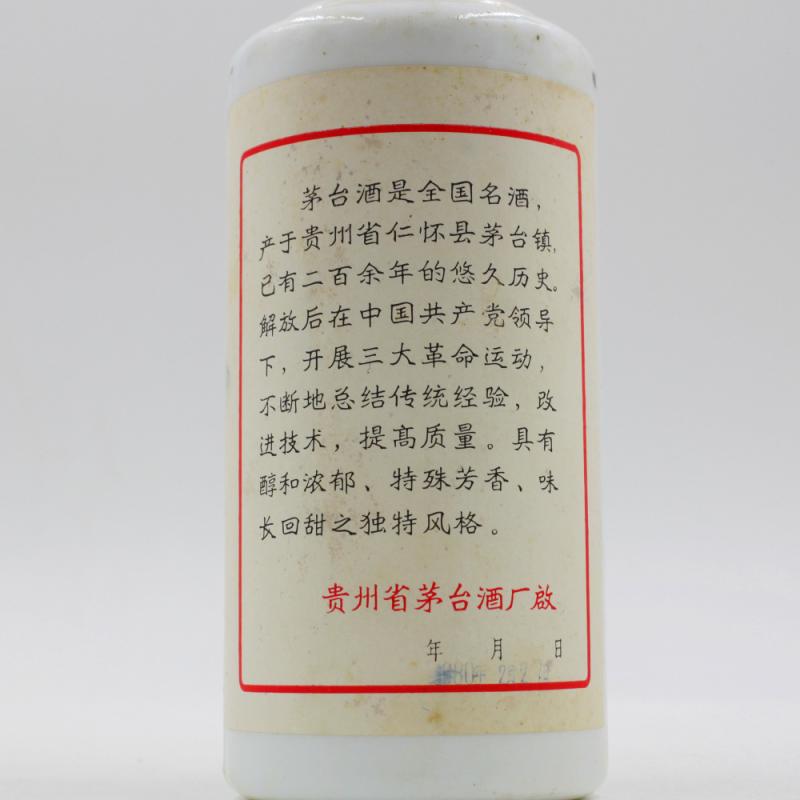 茅台酒是全国名酒，
产于贵州省仁怀县茅台镇，
已有二百余年的悠久历史。
解放后在中国共产党领导
下，开展三大革命运动，
不断地总结传统经验，改
进技术，提高质量。具有
醇和浓郁、特殊芳香、味
长回甜之独特风格。
贵州省茅台酒厂啟
年 月 日